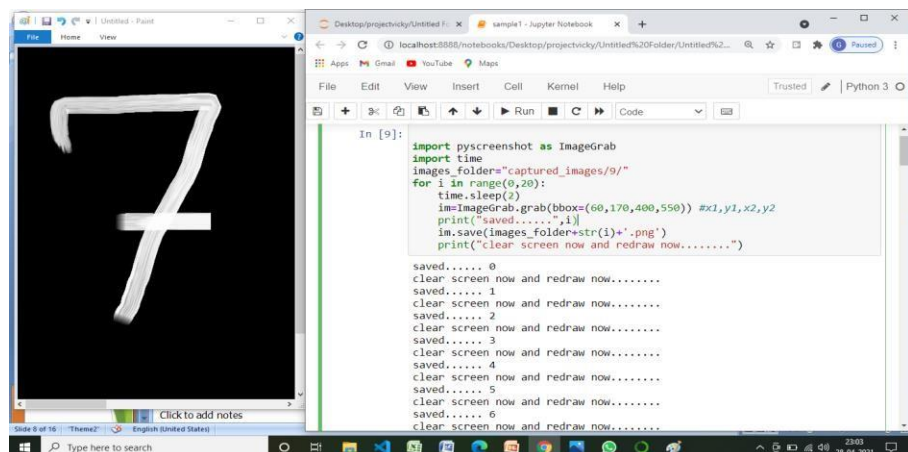 Untitled - Paint
File Home View
7
Click to add notes
Slide 8 of 16 "Theme2" English (United States)
Desktop/projectvicky/Untitled Fo
sample1 - Jupyter Notebook
localhost:8888/notebooks/Desktop/projectvicky/Untitled%20Folder/Untitled%2...
G Paused
Apps Gmail YouTube Maps
File Edit View Insert Cell Kernel Help
Trusted Python 3
Run Code
In [9]:
import pyscreenshot as ImageGrab
import time
images_folder="captured_images/9/"
for i in range(0,20):
time.sleep(2)
im=ImageGrab.grab(bbox=(60,170,400,550)) #x1,y1,x2,y2
print("saved......",i)
im.save(images_folder+str(i)+'.png')
print("clear screen now and redraw now........")
saved...... 0
clear screen now and redraw now........
saved...... 1
clear screen now and redraw now........
saved...... 2
clear screen now and redraw now........
saved...... 3
clear screen now and redraw now........
saved...... 4
clear screen now and redraw now........
saved...... 5
clear screen now and redraw now........
saved...... 6
clear screen now and redraw now........
Type here to search
23:03
28-04-2021